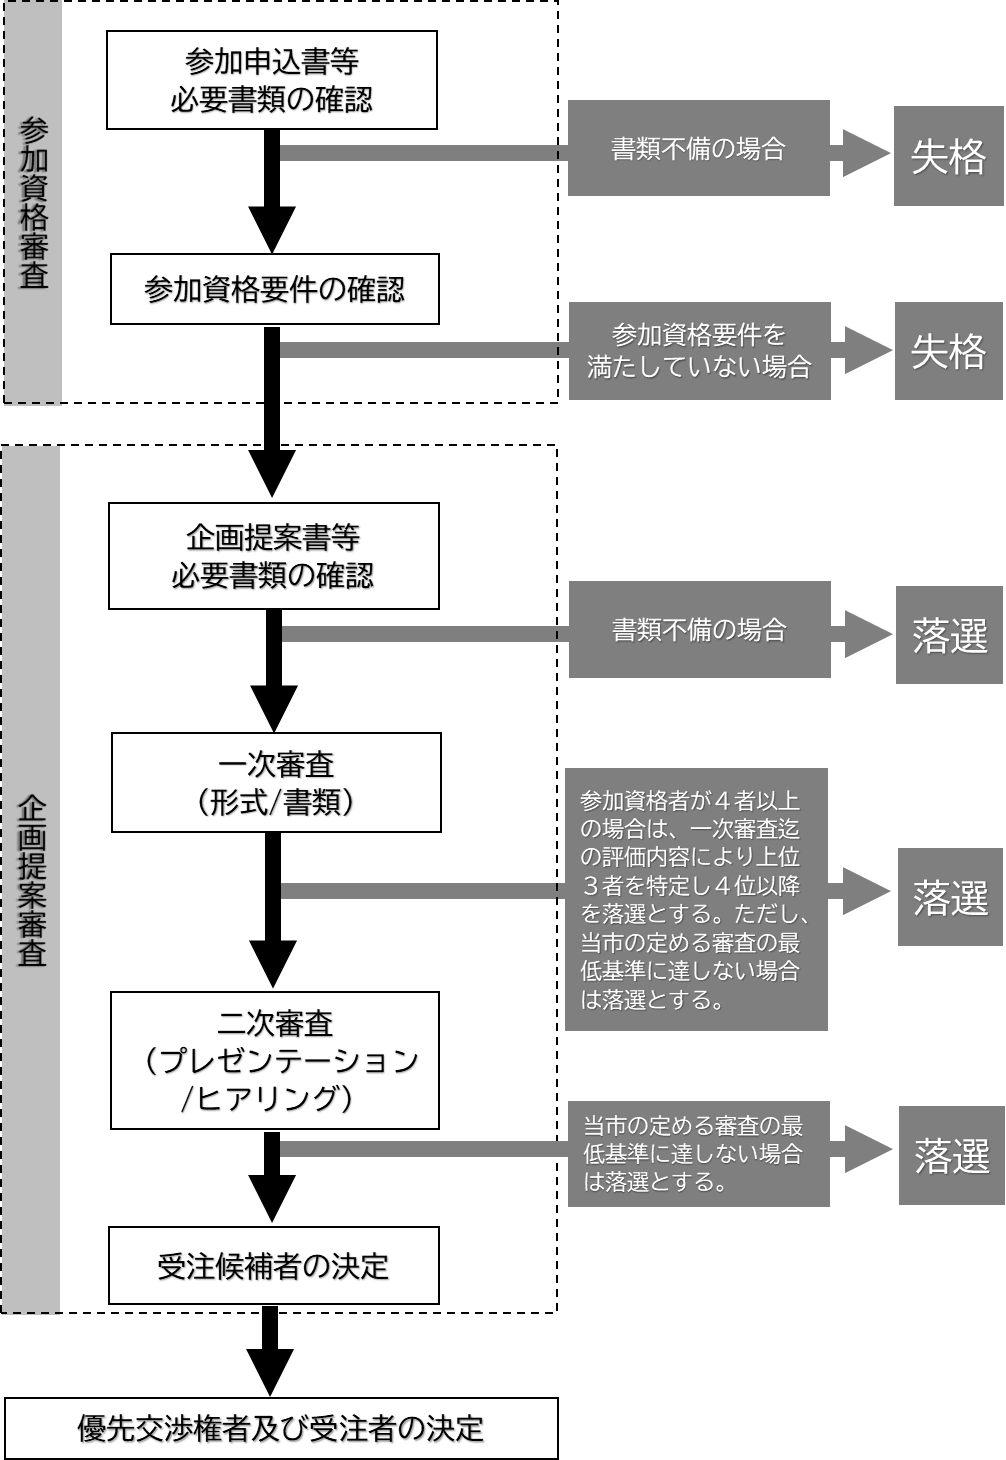 参加資格審査
参加申込書等
必要書類の確認
書類不備の場合
失格
参加資格要件の確認
参加資格要件を
満たしていない場合
失格
企画提案審査
企画提案書等
必要書類の確認
書類不備の場合
落選
一次審査
（形式/書類）
参加資格者が４者以上
の場合は、一次審査迄
の評価内容により上位
３者を特定し４位以降
を落選とする。ただし、
当市の定める審査の最
低基準に達しない場合
は落選とする。
落選
二次審査
（プレゼンテーション
/ヒアリング）
当市の定める審査の最
低基準に達しない場合
は落選とする。
落選
受注候補者の決定
優先交渉権者及び受注者の決定